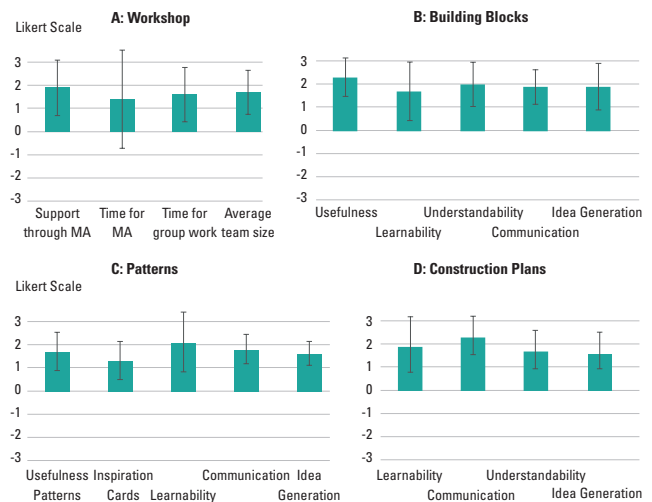 A: Workshop
Likert Scale
3
2
1
0
-1
-2
-3
Support through MA
Time for MA
Time for group work
Average team size
B: Building Blocks
3
2
1
0
-1
-2
-3
Usefulness
Learnability
Understandability
Communication
Idea Generation
C: Patterns
Likert Scale
3
2
1
0
-1
-2
-3
Usefulness Patterns
Inspiration Cards
Learnability
Communication
Idea Generation
D: Construction Plans
3
2
1
0
-1
-2
-3
Learnability
Communication
Understandability
Idea Generation